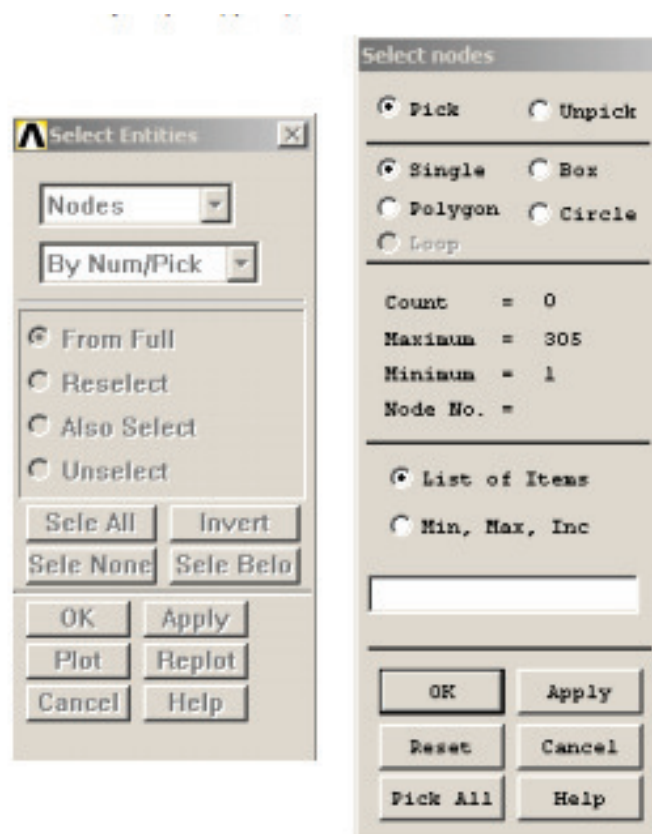 Select Entities
Nodes
By Num/Pick
From Full
Reselect
Also Select
Unselect
Sele All Invert
Sele None Sele Belo
OK Apply
Plot Replot
Cancel Help
Select nodes
Pick Unpick
Single Box
Polygon Circle
Loop
Count = 0
Maximum = 305
Minimum = 1
Node No. =
List of Items
Min, Max, Inc
OK Apply
Reset Cancel
Pick All Help